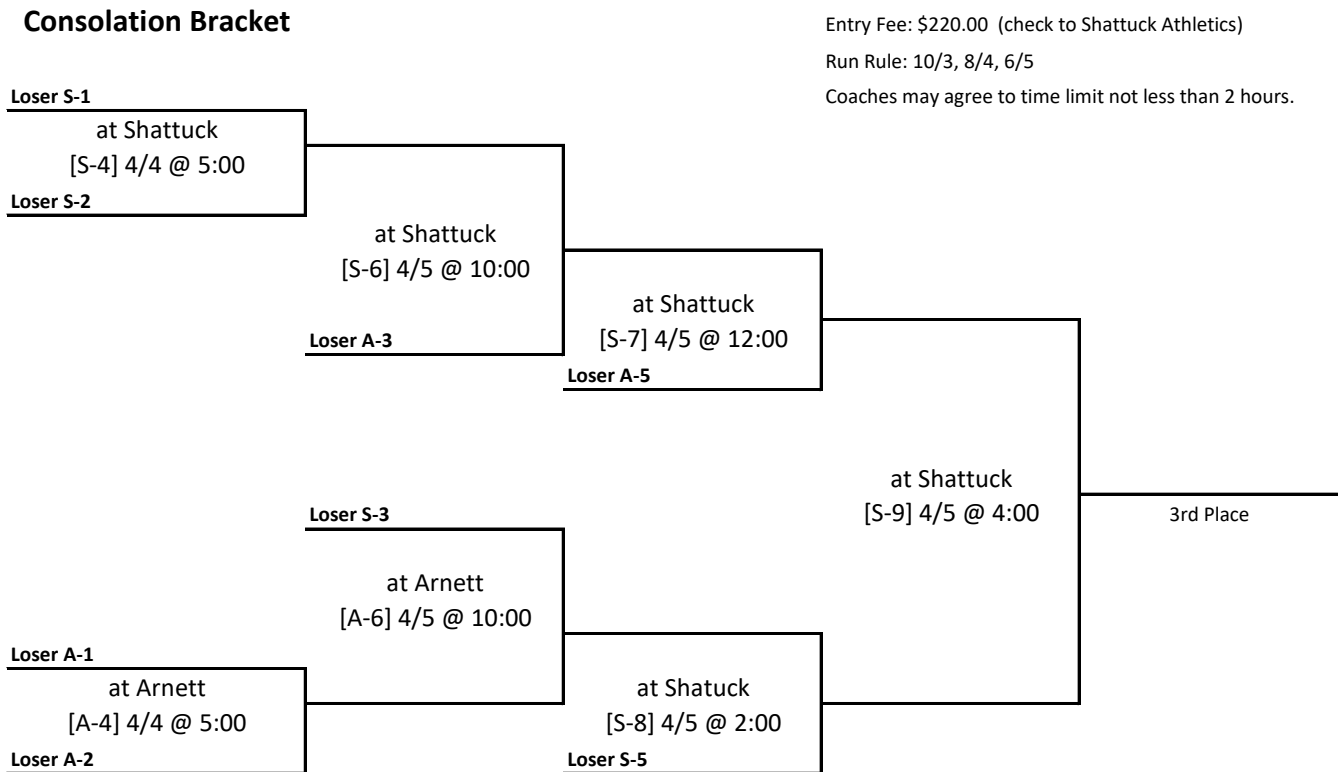 Consolation Bracket
Entry Fee: $220.00 (check to Shattuck Athletics)
Run Rule: 10/3, 8/4, 6/5
Coaches may agree to time limit not less than 2 hours.
Loser S-1
at Shattuck
[S-4] 4/4 @ 5:00
Loser S-2
at Shattuck
[S-6] 4/5 @ 10:00
Loser A-3
at Shattuck
[S-7] 4/5 @ 12:00
Loser A-5
at Shattuck
[S-9] 4/5 @ 4:00
3rd Place
Loser S-3
at Arnett
[A-6] 4/5 @ 10:00
Loser A-1
at Arnett
[A-4] 4/4 @ 5:00
Loser A-2
at Shatuck
[S-8] 4/5 @ 2:00
Loser S-5